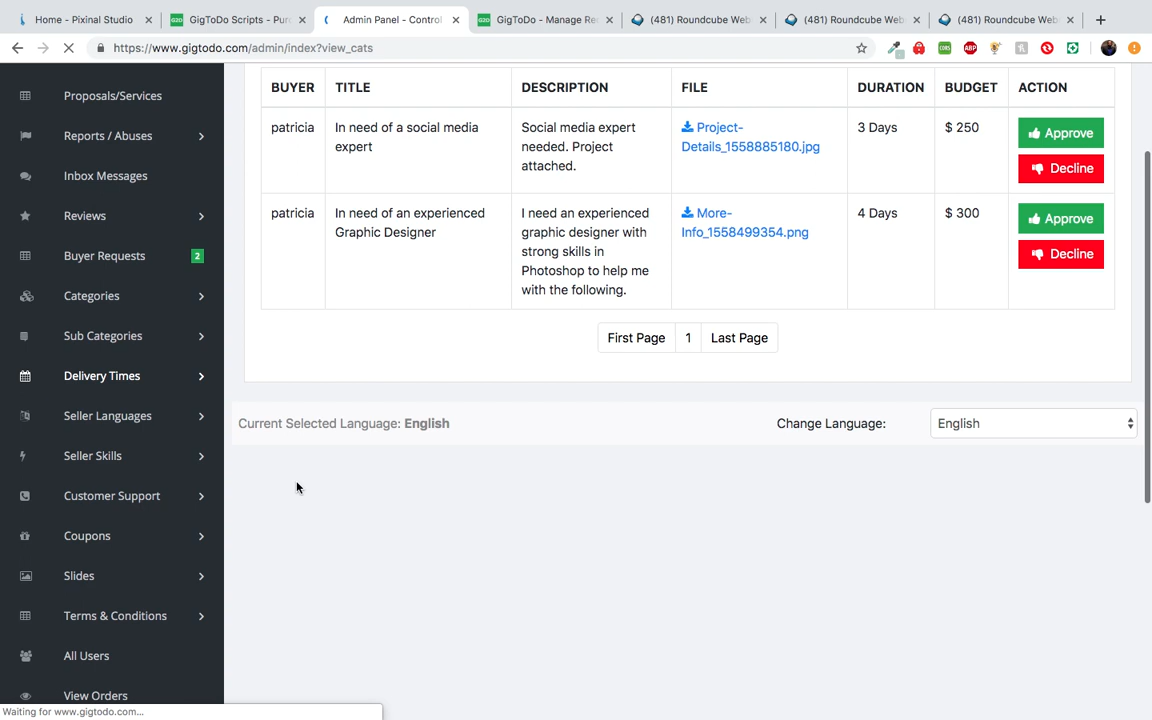 Home - Pixinal Studio
GigToDo Scripts - Pur
Admin Panel - Control
GigToDo - Manage Re
(481) Roundcube Web
(481) Roundcube Web
(481) Roundcube Web
https://www.gigtodo.com/admin/index?view_cats
Proposals/Services
Reports / Abuses
Inbox Messages
Reviews
Buyer Requests 2
Categories
Sub Categories
Delivery Times
Seller Languages
Seller Skills
Customer Support
Coupons
Slides
Terms & Conditions
All Users
View Orders
BUYER TITLE DESCRIPTION FILE DURATION BUDGET ACTION
patricia
In need of a social media
expert
Social media expert
needed. Project
attached.
Project-
Details_1558885180.jpg
3 Days
$ 250
Approve
Decline
patricia
In need of an experienced
Graphic Designer
I need an experienced
graphic designer with
strong skills in
Photoshop to help me
with the following.
More-
Info_1558499354.png
4 Days
$ 300
Approve
Decline
First Page 1 Last Page
Current Selected Language: English
Change Language: English
Waiting for www.gigtodo.com...